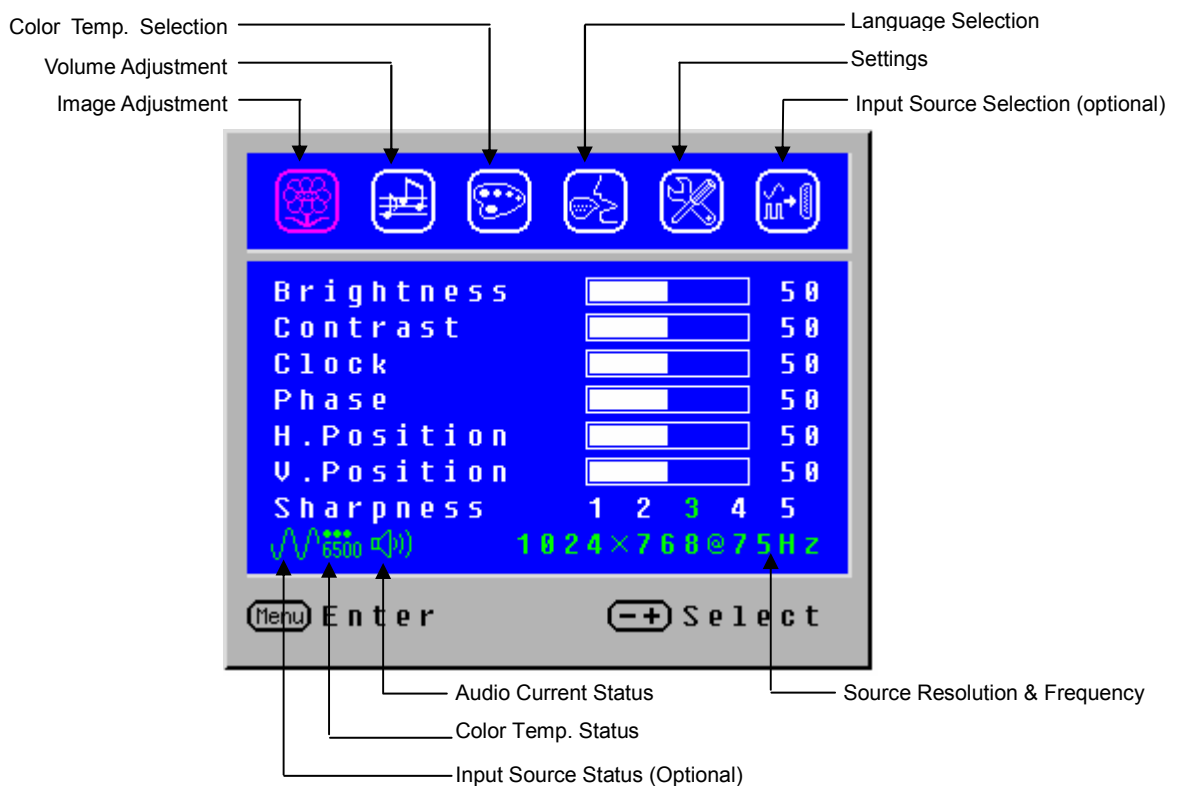 Color Temp. Selection
Language Selection
Volume Adjustment
Settings
Image Adjustment
Input Source Selection (optional)
Brightness 50
Contrast 50
Clock 50
Phase 50
H.Position 50
V.Position 50
Sharpness 1 2 3 4 5
6500 1024×768@75Hz
Menu Enter -+ Select
Audio Current Status
Source Resolution & Frequency
Color Temp. Status
Input Source Status (Optional)